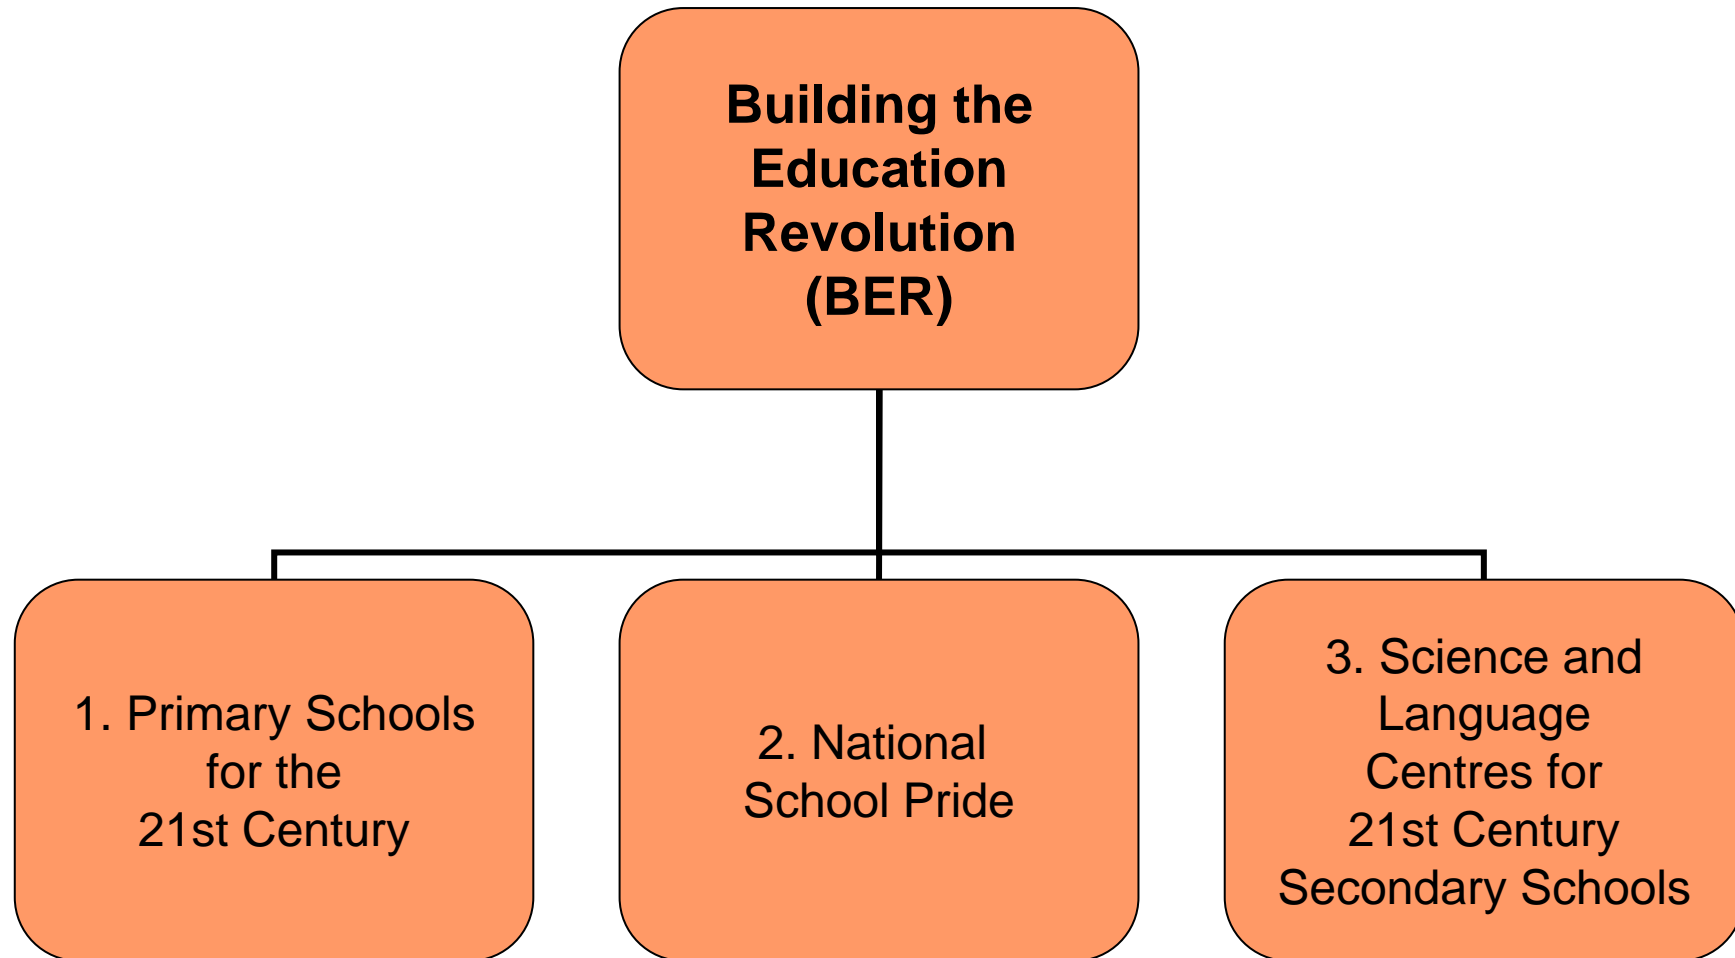 Building the
Education
Revolution
(BER)
1. Primary Schools
for the
21st Century
2. National
School Pride
3. Science and
Language
Centres for
21st Century
Secondary Schools